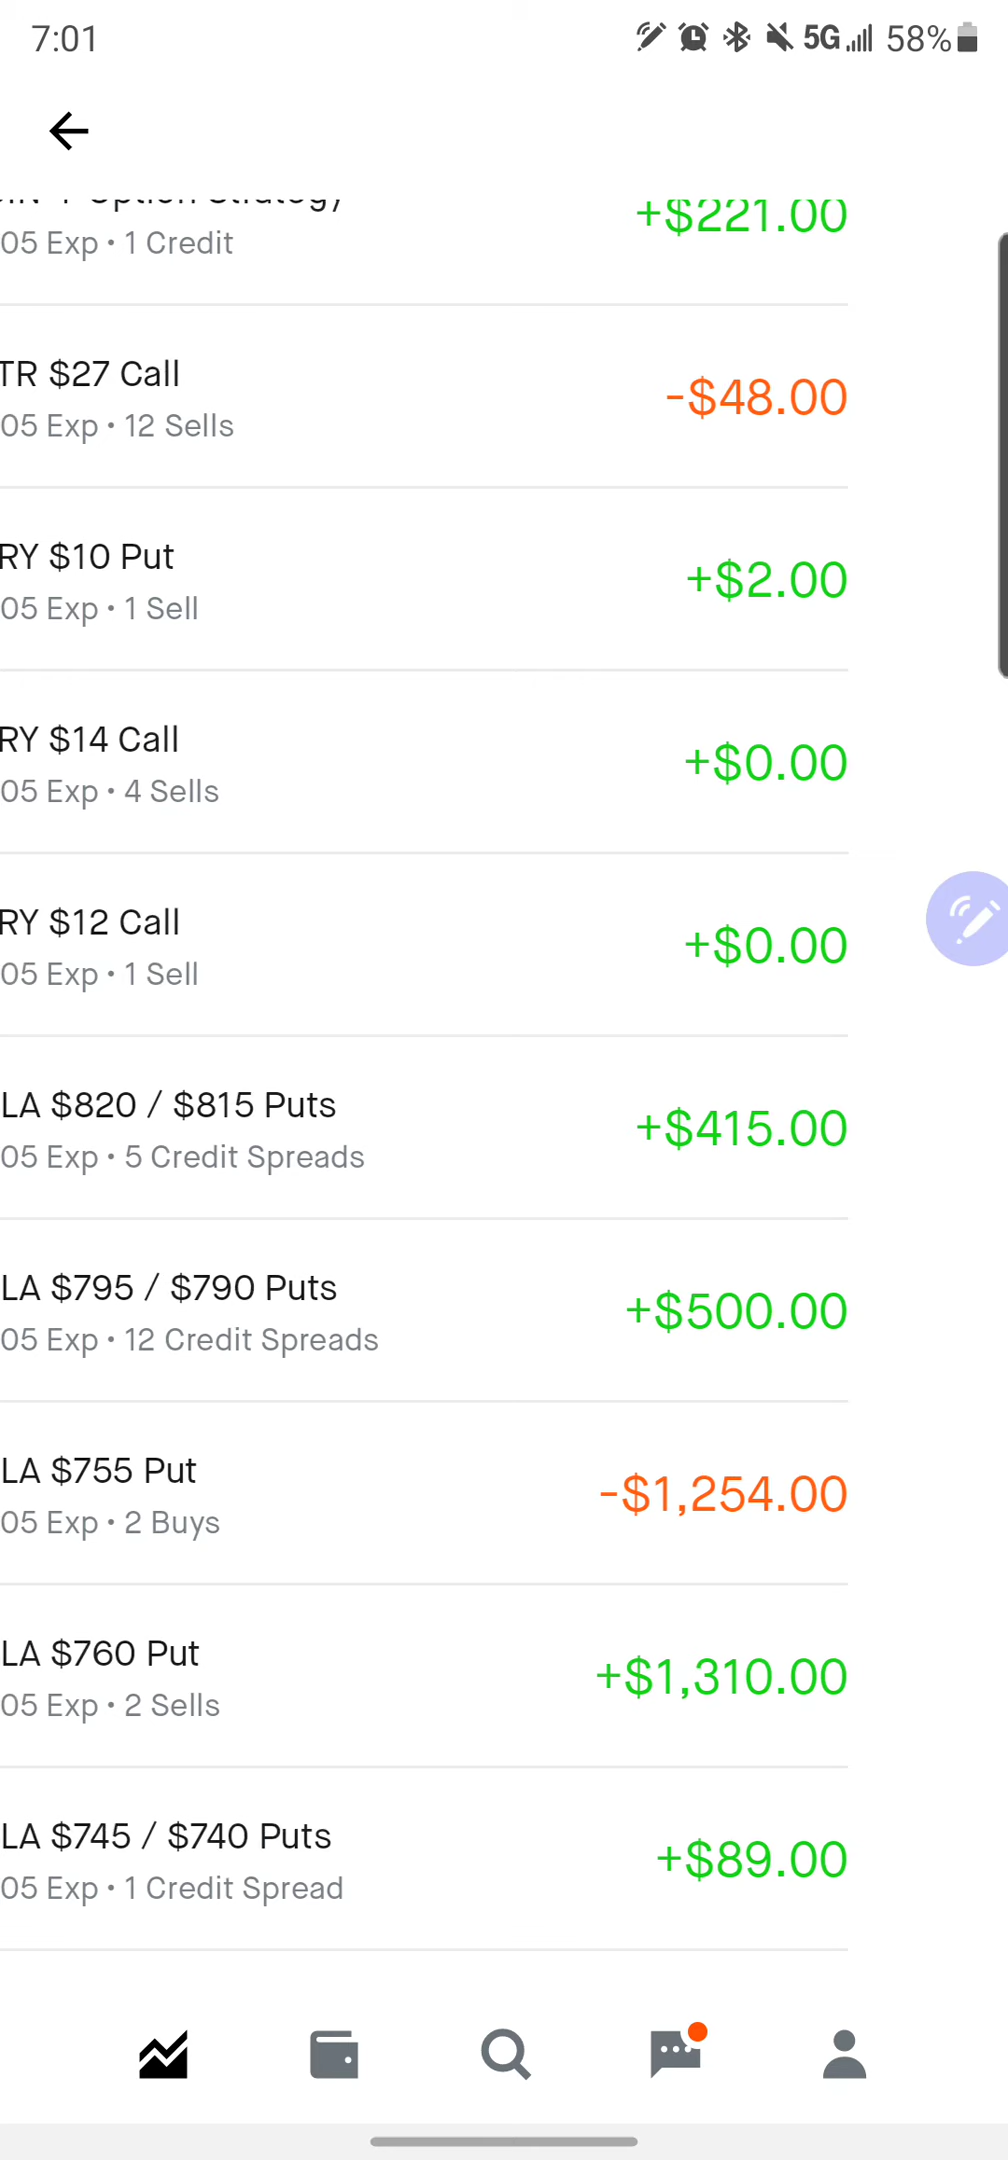 7:01 5G 58%
Option Strategy +$221.00
05 Exp • 1 Credit
TR $27 Call
-$48.00
05 Exp • 12 Sells
RY $10 Put
+$2.00
05 Exp • 1 Sell
RY $14 Call
+$0.00
05 Exp • 4 Sells
RY $12 Call
+$0.00
05 Exp • 1 Sell
LA $820 / $815 Puts
+$415.00
05 Exp • 5 Credit Spreads
LA $795 / $790 Puts
+$500.00
05 Exp • 12 Credit Spreads
LA $755 Put
-$1,254.00
05 Exp • 2 Buys
LA $760 Put
+$1,310.00
05 Exp • 2 Sells
LA $745 / $740 Puts
+$89.00
05 Exp • 1 Credit Spread